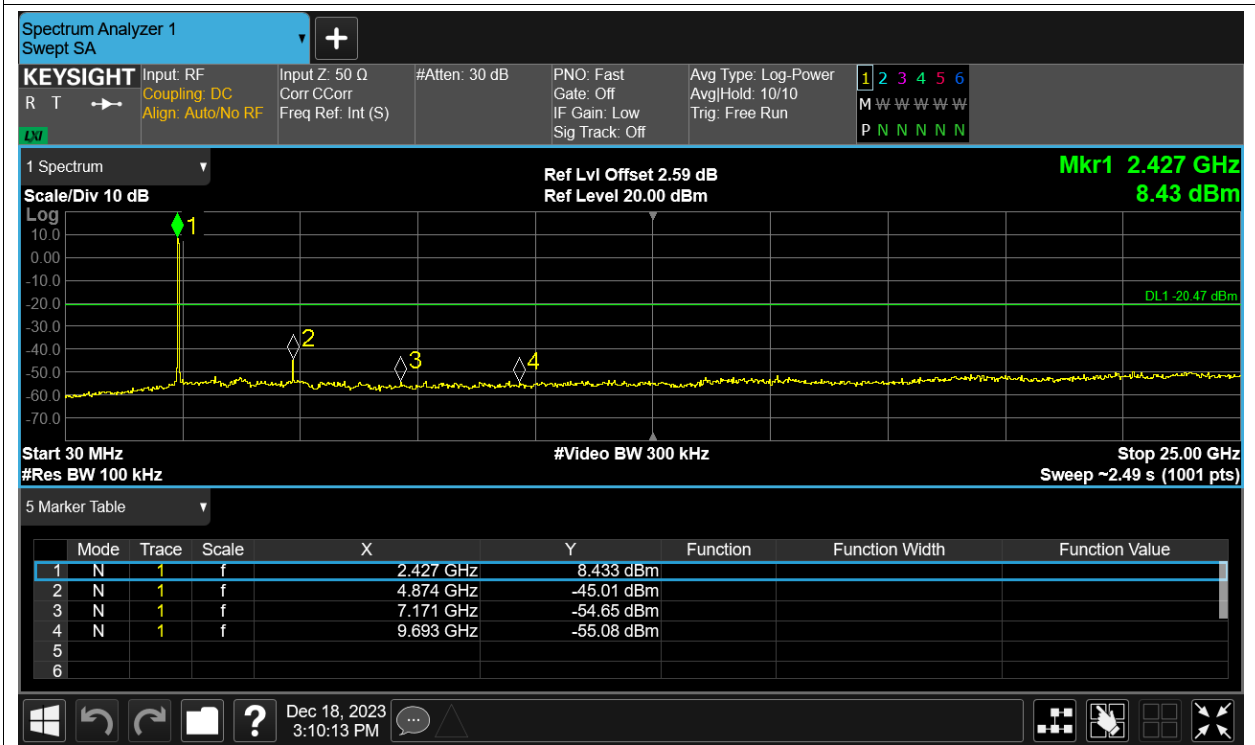 Spectrum Analyzer 1
Swept SA
KEYSIGHT
R T
LXI
Input: RF
Coupling: DC
Align: Auto/No RF
Input Z: 50 Ω
Corr CCorr
Freq Ref: Int (S)
#Atten: 30 dB
PNO: Fast
Gate: Off
IF Gain: Low
Sig Track: Off
Avg Type: Log-Power
Avg|Hold: 10/10
Trig: Free Run
1 2 3 4 5 6
M W W W W W
P N N N N N
1 Spectrum
Scale/Div 10 dB
Ref Lvl Offset 2.59 dB
Ref Level 20.00 dBm
Mkr1 2.427 GHz
8.43 dBm
Log
10.0
0.00
-10.0
-20.0
-30.0
-40.0
-50.0
-60.0
-70.0
1
2
3
4
DL1 -20.47 dBm
Start 30 MHz
#Res BW 100 kHz
#Video BW 300 kHz
Stop 25.00 GHz
Sweep ~2.49 s (1001 pts)
5 Marker Table
Mode Trace Scale X Y Function Function Width Function Value
1 N 1 f 2.427 GHz 8.433 dBm
2 N 1 f 4.874 GHz -45.01 dBm
3 N 1 f 7.171 GHz -54.65 dBm
4 N 1 f 9.693 GHz -55.08 dBm
5
6
?
Dec 18, 2023
3:10:13 PM